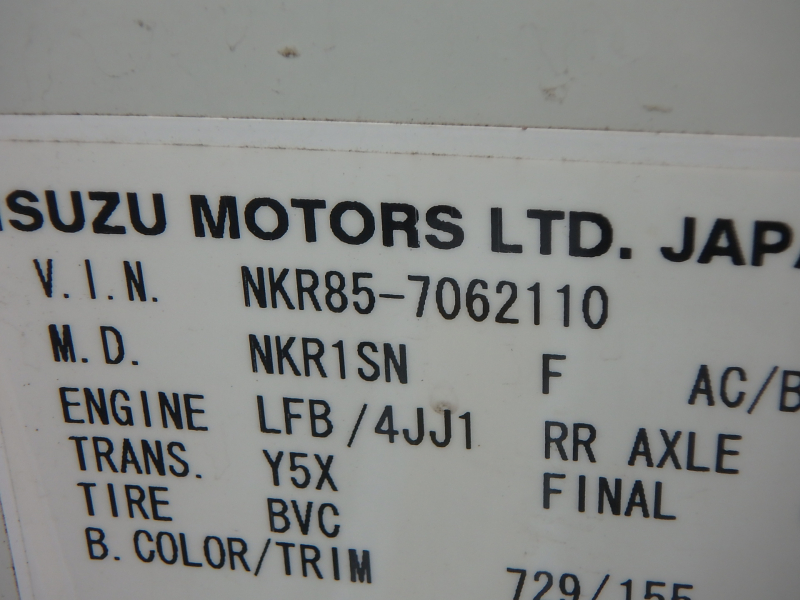 ISUZU MOTORS LTD. JAPA
V.I.N. NKR85-7062110
M.D. NKR1SN F AC/B
ENGINE LFB/4JJ1 RR AXLE
TRANS. Y5X FINAL
TIRE BVC
B.COLOR/TRIM 729/155